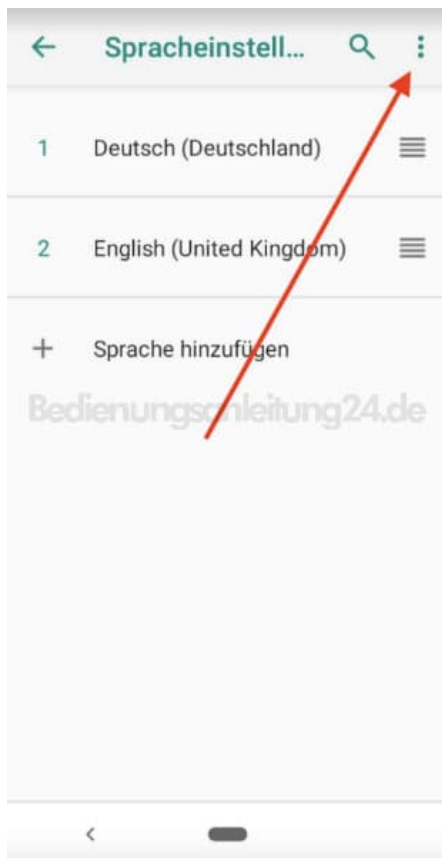 Spracheinstell...
1 Deutsch (Deutschland)
2 English (United Kingdom)
+ Sprache hinzufügen
Bedienungsanleitung24.de